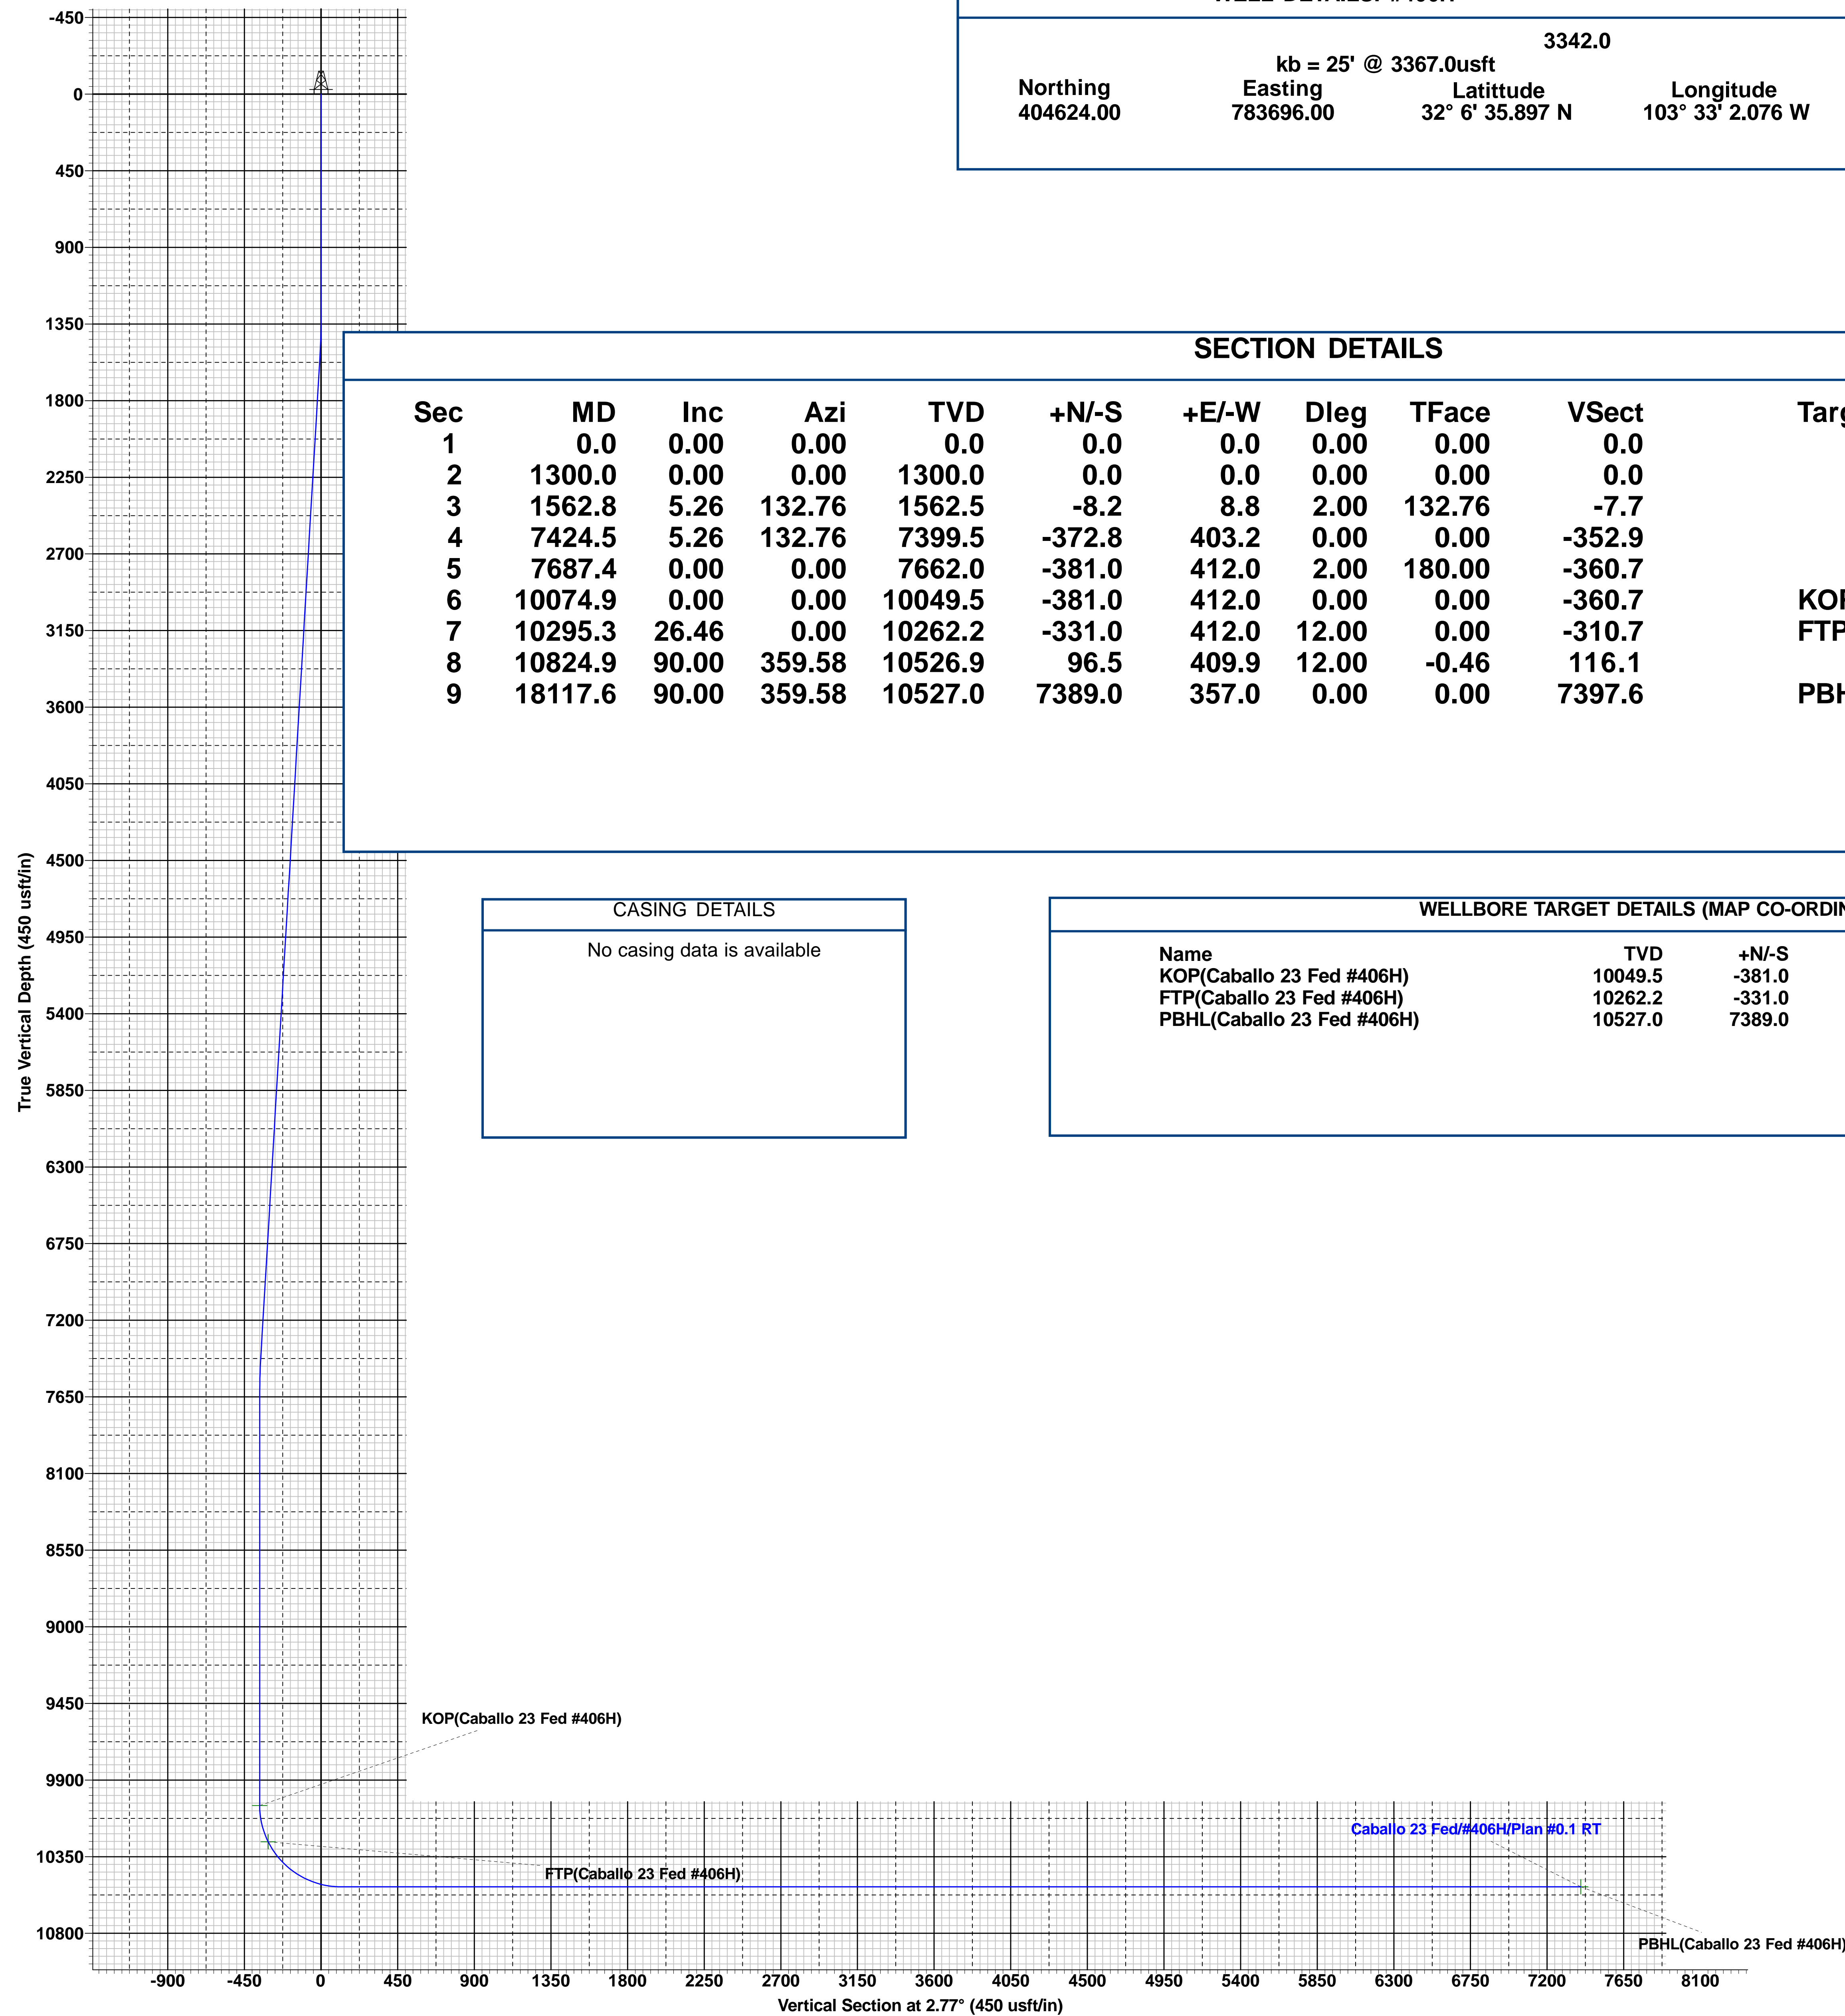 3342.0
kb = 25' @ 3367.0usft
Northing Easting Latittude Longitude
404624.00 783696.00 32° 6' 35.897 N 103° 33' 2.076 W
SECTION DETAILS
Sec MD Inc Azi TVD +N/-S +E/-W Dleg TFace VSect Targ
1 0.0 0.00 0.00 0.0 0.0 0.0 0.00 0.00 0.0
2 1300.0 0.00 0.00 1300.0 0.0 0.0 0.00 0.00 0.0
3 1562.8 5.26 132.76 1562.5 -8.2 8.8 2.00 132.76 -7.7
4 7424.5 5.26 132.76 7399.5 -372.8 403.2 0.00 0.00 -352.9
5 7687.4 0.00 0.00 7662.0 -381.0 412.0 2.00 180.00 -360.7
6 10074.9 0.00 0.00 10049.5 -381.0 412.0 0.00 0.00 -360.7 KOP
7 10295.3 26.46 0.00 10262.2 -331.0 412.0 12.00 0.00 -310.7 FTP
8 10824.9 90.00 359.58 10526.9 96.5 409.9 12.00 -0.46 116.1
9 18117.6 90.00 359.58 10527.0 7389.0 357.0 0.00 0.00 7397.6 PBH
CASING DETAILS
No casing data is available
WELLBORE TARGET DETAILS (MAP CO-ORDIN
Name TVD +N/-S
KOP(Caballo 23 Fed #406H) 10049.5 -381.0
FTP(Caballo 23 Fed #406H) 10262.2 -331.0
PBHL(Caballo 23 Fed #406H) 10527.0 7389.0
True Vertical Depth (450 usft/in)
-450
0
450
900
1350
1800
2250
2700
3150
3600
4050
4500
4950
5400
5850
6300
6750
7200
7650
8100
8550
9000
9450
9900
10350
10800
KOP(Caballo 23 Fed #406H)
Caballo 23 Fed/#406H/Plan #0.1 RT
FTP(Caballo 23 Fed #406H)
PBHL(Caballo 23 Fed #406H)
-900 -450 0 450 900 1350 1800 2250 2700 3150 3600 4050 4500 4950 5400 5850 6300 6750 7200 7650 8100
Vertical Section at 2.77° (450 usft/in)